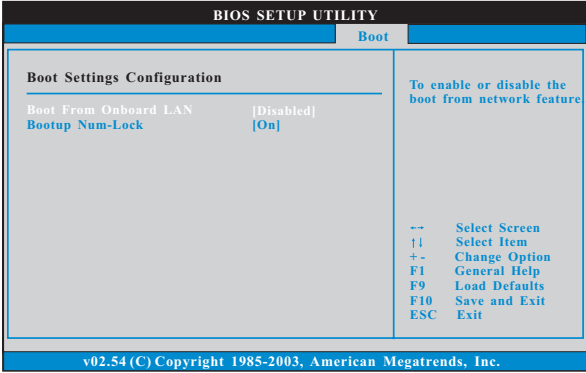 BIOS SETUP UTILITY
Boot
Boot Settings Configuration
Boot From Onboard LAN [Disabled]
Bootup Num-Lock [On]
To enable or disable the
boot from network feature.
←→ Select Screen
↑↓ Select Item
+ - Change Option
F1 General Help
F9 Load Defaults
F10 Save and Exit
ESC Exit
v02.54 (C) Copyright 1985-2003, American Megatrends, Inc.